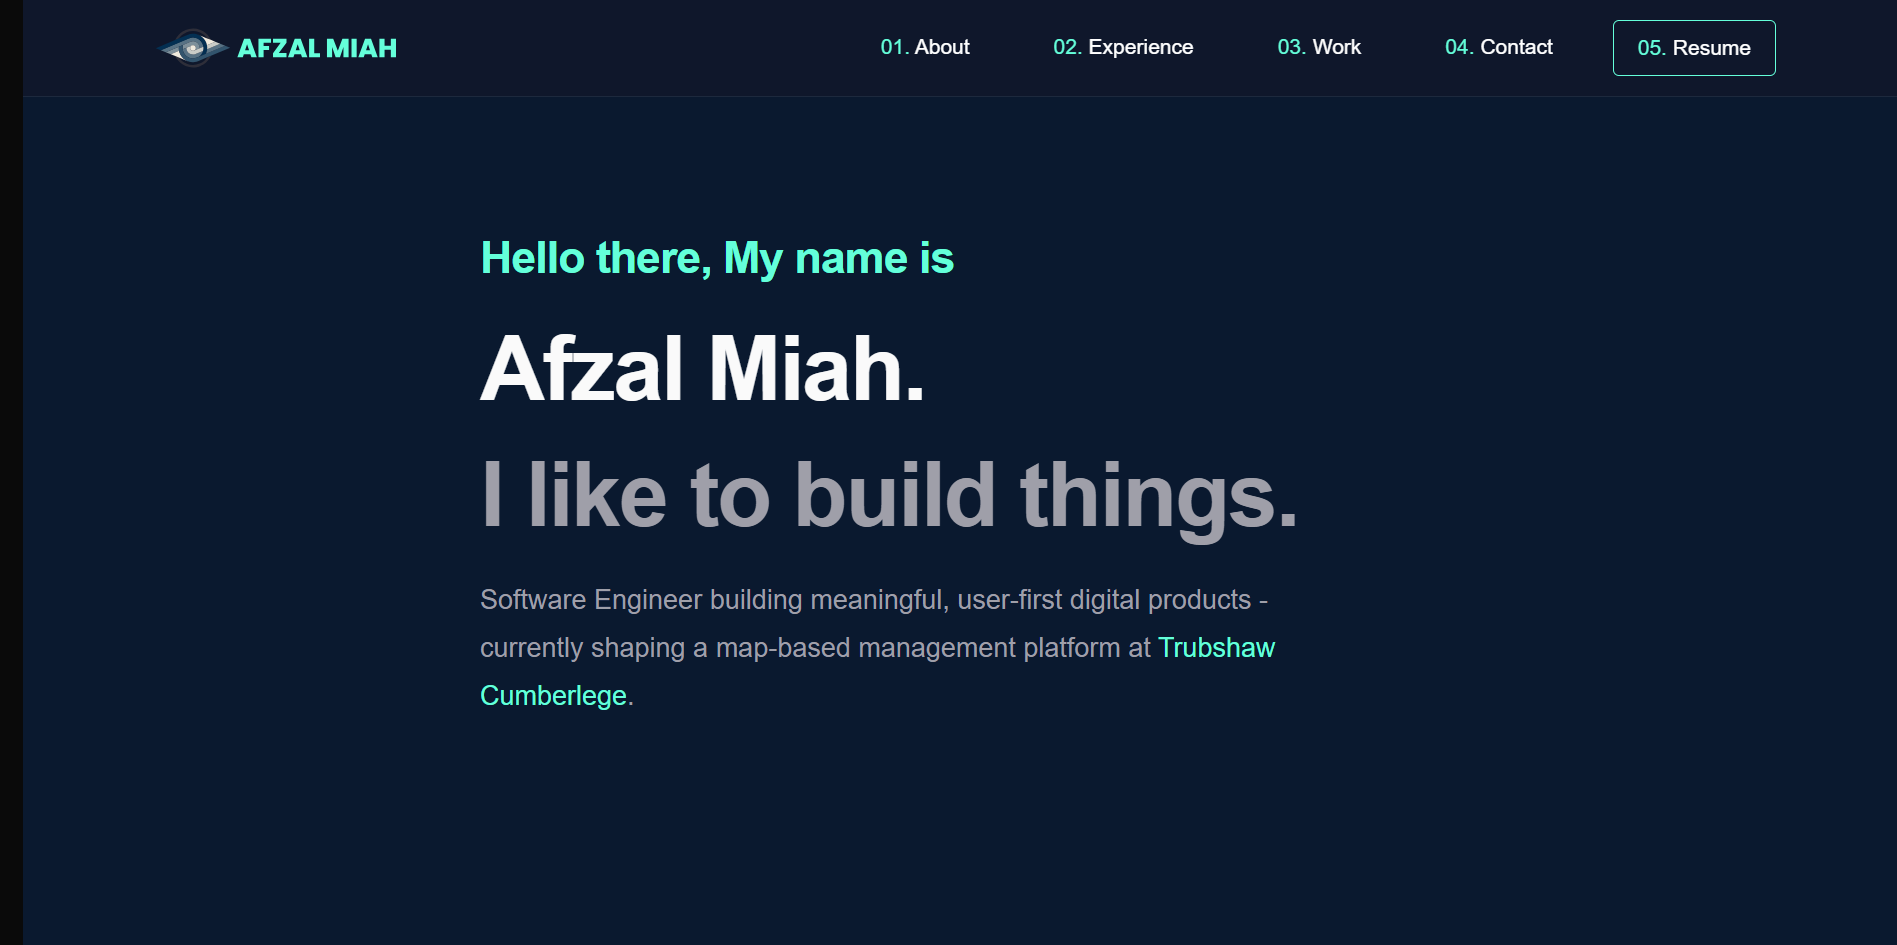 AFZAL MIAH
01. About
02. Experience
03. Work
04. Contact
05. Resume
Hello there, My name is
Afzal Miah.
I like to build things.
Software Engineer building meaningful, user-first digital products -
currently shaping a map-based management platform at Trubshaw
Cumberlege.